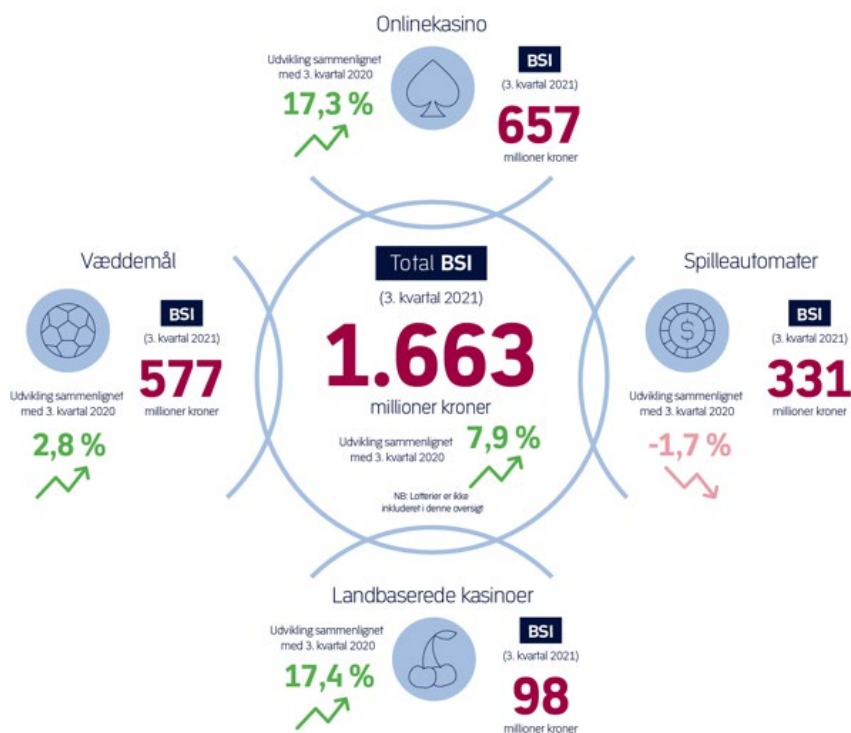 Onlinekasino
Udvikling sammenlignet
med 3. kvartal 2020
17,3 %
BSI
(3. kvartal 2021)
657
millioner kroner
Væddemål
BSI
(3. kvartal 2021)
577
millioner kroner
Udvikling sammenlignet
med 3. kvartal 2020
2,8 %
Total BSI
(3. kvartal 2021)
1.663
millioner kroner
Udvikling sammenlignet
med 3. kvartal 2020
7,9 %
NB: Lotterier er ikke
inkluderet i denne oversigt
Spilleautomater
$
BSI
(3. kvartal 2021)
331
millioner kroner
Udvikling sammenlignet
med 3. kvartal 2020
-1,7 %
Landbaserede kasinoer
Udvikling sammenlignet
med 3. kvartal 2020
17,4 %
BSI
(3. kvartal 2021)
98
millioner kroner